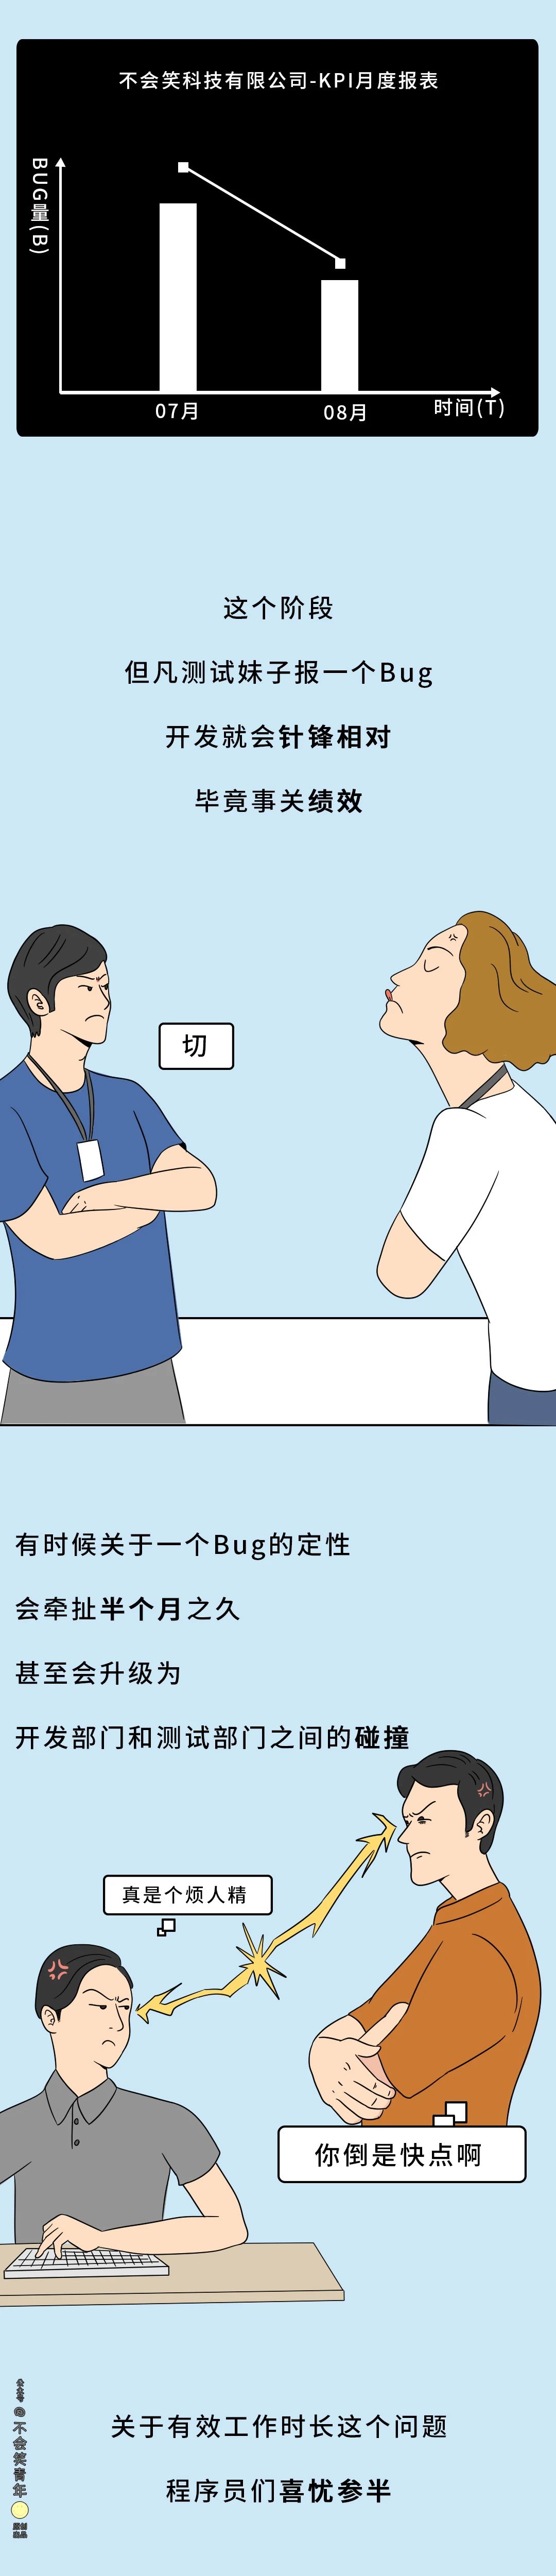 不会笑科技有限公司-KPI月度报表
BUG量(B)
07月
08月
时间(T)
这个阶段
但凡测试妹子报一个Bug
开发就会针锋相对
毕竟事关绩效
切
有时候关于一个Bug的定性
会牵扯半个月之久
甚至会升级为
开发部门和测试部门之间的碰撞
真是个烦人精
你倒是快点啊
公众号
@不会笑青年
原创
出品
关于有效工作时长这个问题
程序员们喜忧参半